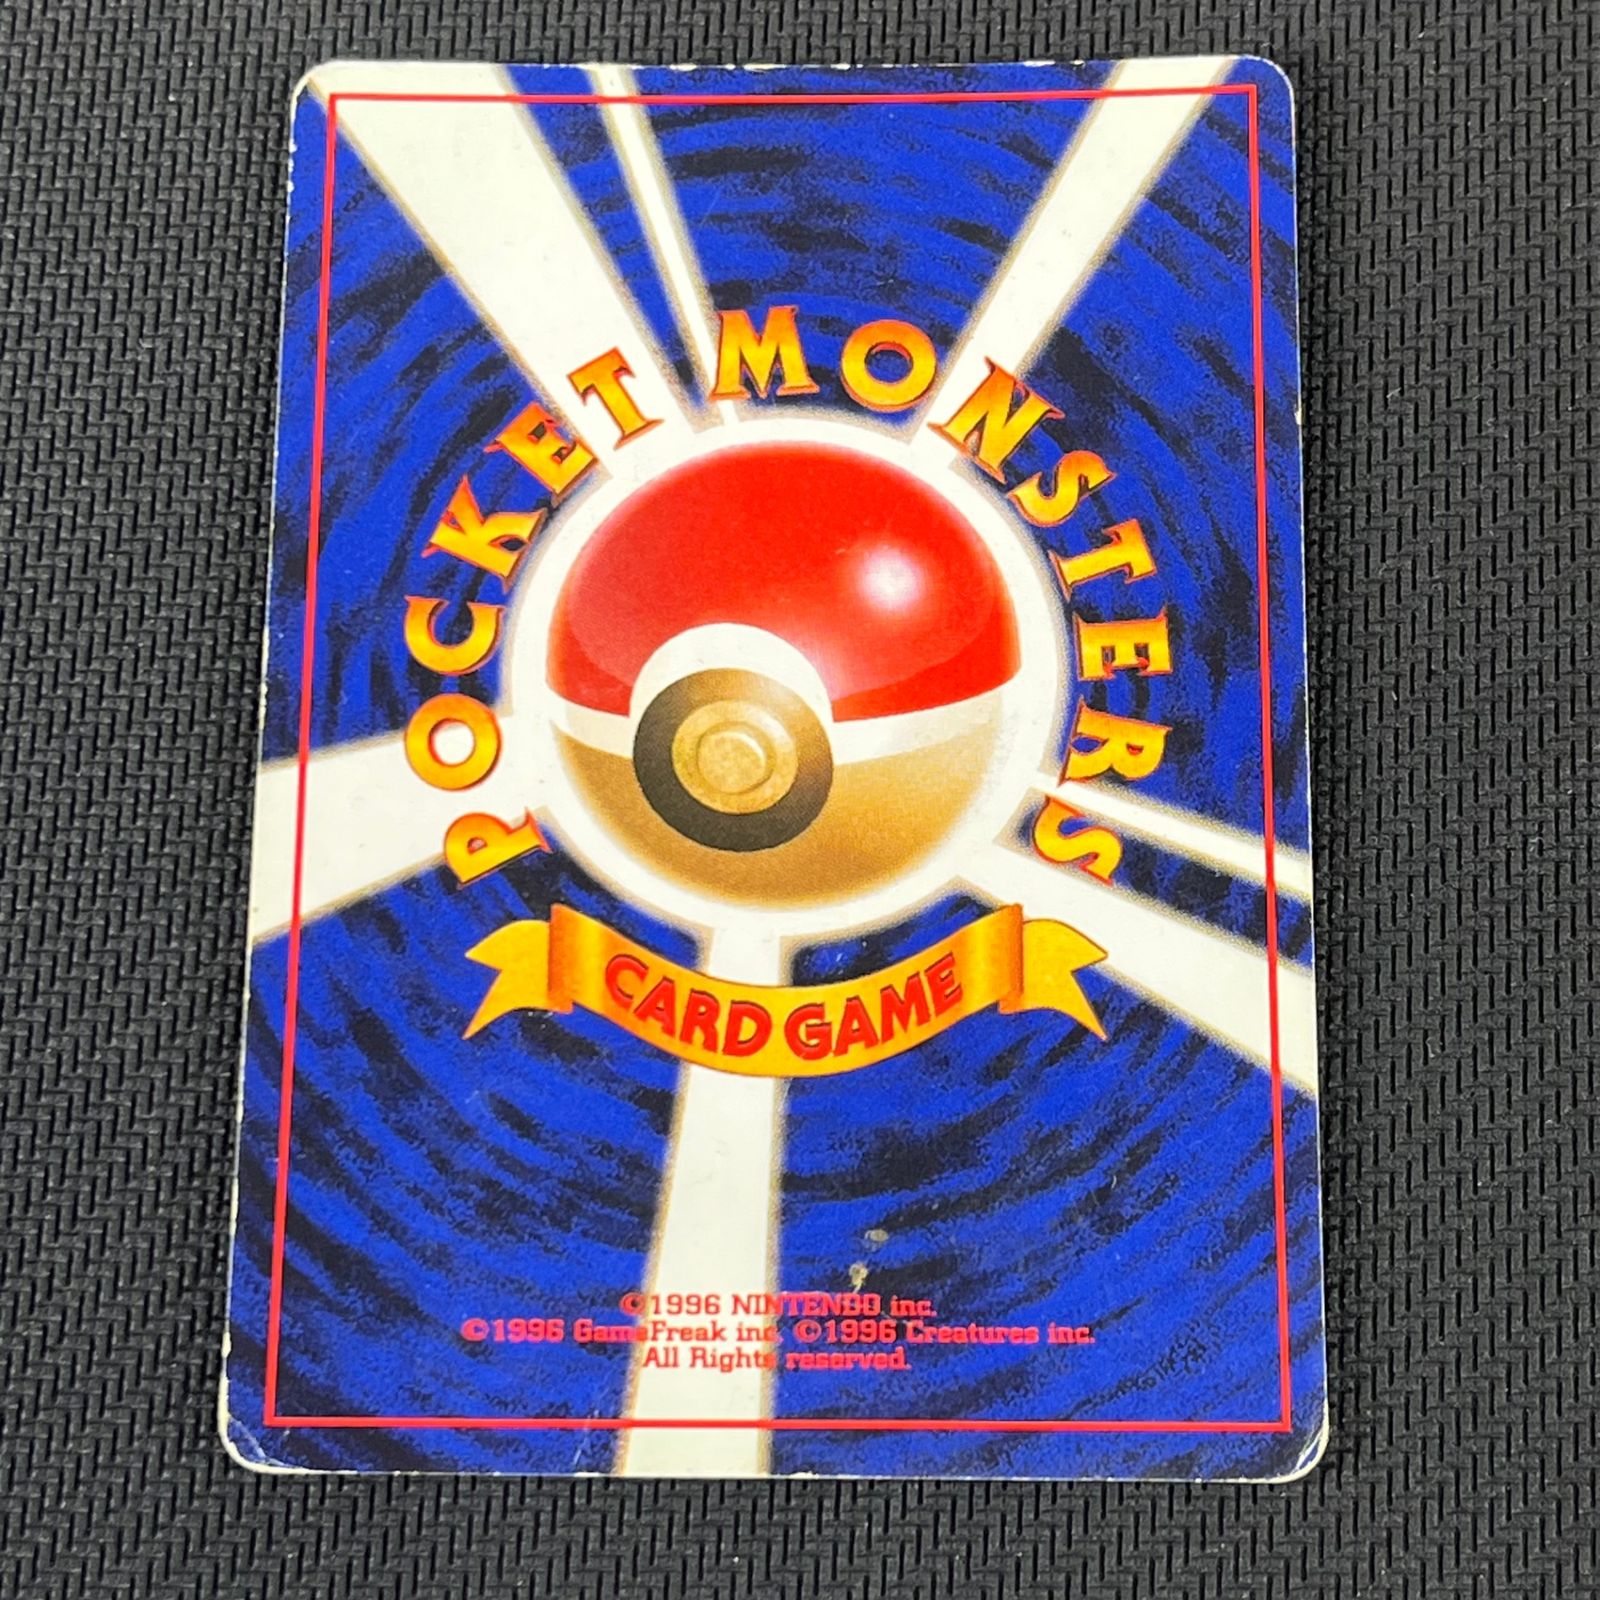 POCKET MONSTERS
CARD GAME
©1996 NINTENDO inc.
©1996 GameFreak inc. ©1996 Creatures inc.
All Rights reserved.